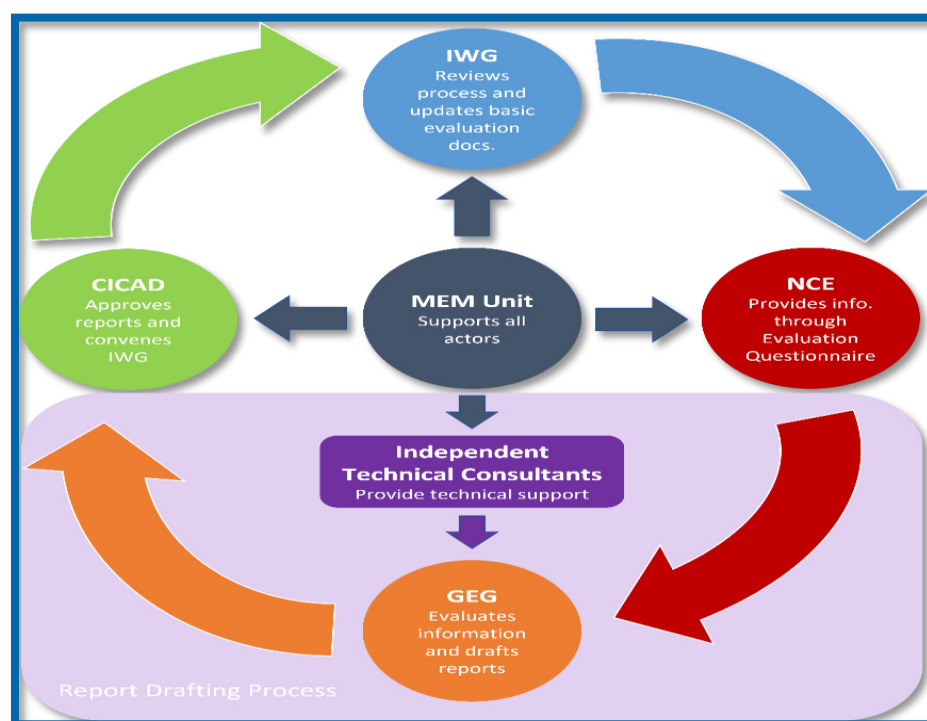 IWG
Reviews
process and
updates basic
evaluation
docs.
CICAD
Approves
reports and
convenes
IWG
MEM Unit
Supports all
actors
NCE
Provides info.
through
Evaluation
Questionnaire
Independent
Technical Consultants
Provide technical support
GEG
Evaluates
information
and drafts
reports
Report Drafting Process